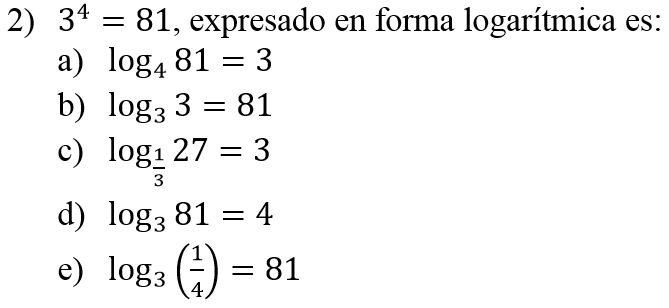 2) 3⁴ = 81, expresado en forma logarítmica es:
a) log₄ 81 = 3
b) log₃ 3 = 81
c) log_(1/3) 27 = 3
d) log₃ 81 = 4
e) log₃ (1/4) = 81